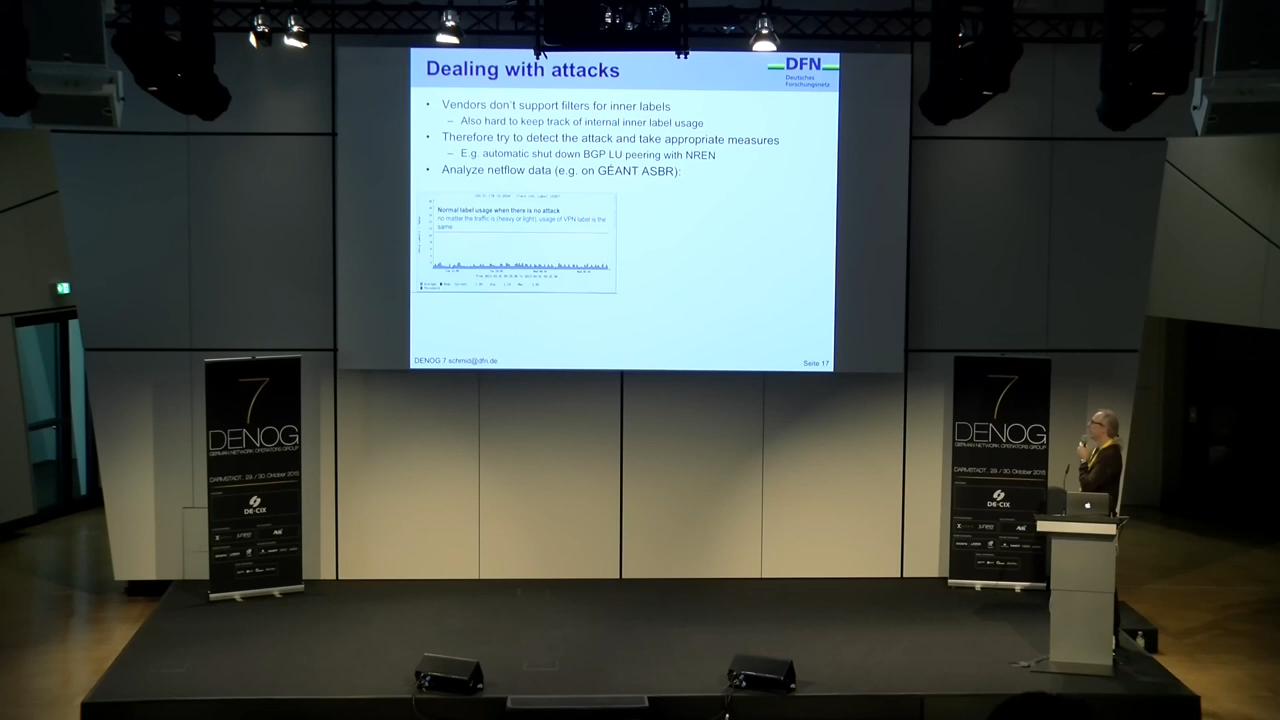 Dealing with attacks
DFN
Deutsches
Forschungsnetz
• Vendors don't support filters for inner labels
– Also hard to keep track of internal inner label usage
• Therefore try to detect the attack and take appropriate measures
– E.g. automatic shut down BGP LU peering with NREN
• Analyze netflow data (e.g. on GÉANT ASBR):
Normal label usage when there is no attack
no matter the traffic is (heavy or light), usage of VPN label is the
same
DENOG 7 schmid@dfn.de
Seite 17
7
DENOG
GERMAN NETWORK OPERATORS GROUP
DARMSTADT, 29. / 30. Oktober 2015
DE-CIX
7
DENOG
GERMAN NETWORK OPERATORS GROUP
DARMSTADT, 29. / 30. Oktober 2015
DE-CIX